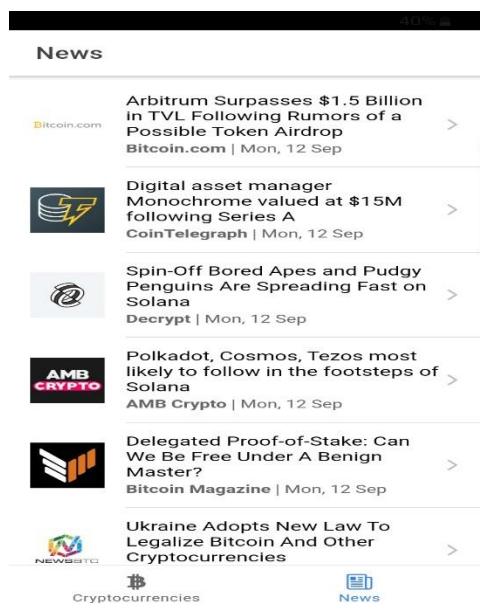 40%
News
Bitcoin.com
Arbitrum Surpasses $1.5 Billion
in TVL Following Rumors of a
Possible Token Airdrop
Bitcoin.com | Mon, 12 Sep
Digital asset manager
Monochrome valued at $15M
following Series A
CoinTelegraph | Mon, 12 Sep
Spin-Off Bored Apes and Pudgy
Penguins Are Spreading Fast on
Solana
Decrypt | Mon, 12 Sep
AMB
CRYPTO
Polkadot, Cosmos, Tezos most
likely to follow in the footsteps of
Solana
AMB Crypto | Mon, 12 Sep
Delegated Proof-of-Stake: Can
We Be Free Under A Benign
Master?
Bitcoin Magazine | Mon, 12 Sep
NEWSBTC
Ukraine Adopts New Law To
Legalize Bitcoin And Other
Cryptocurrencies
Cryptocurrencies
News